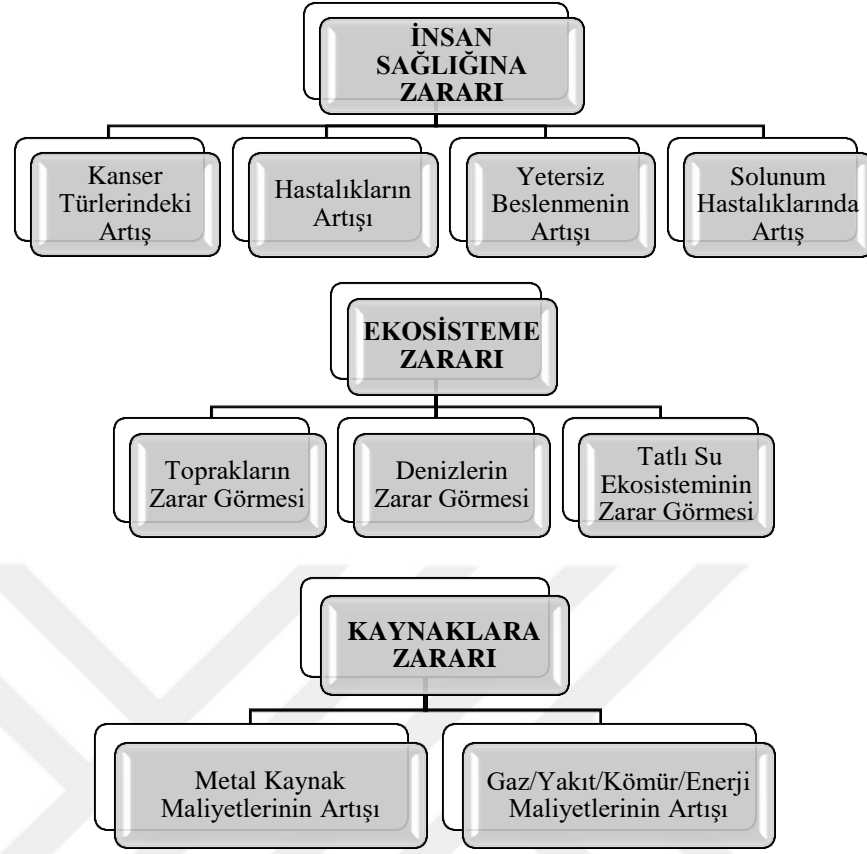 İNSAN
SAĞLIĞINA
ZARARI
Kanser
Türlerindeki
Artış
Hastalıkların
Artışı
Yetersiz
Beslenmenin
Artışı
Solunum
Hastalıklarında
Artış
EKOSİSTEME
ZARARI
Toprakların
Zarar Görmesi
Denizlerin
Zarar Görmesi
Tatlı Su
Ekosisteminin
Zarar Görmesi
KAYNAKLARA
ZARARI
Metal Kaynak
Maliyetlerinin Artışı
Gaz/Yakıt/Kömür/Enerji
Maliyetlerinin Artışı